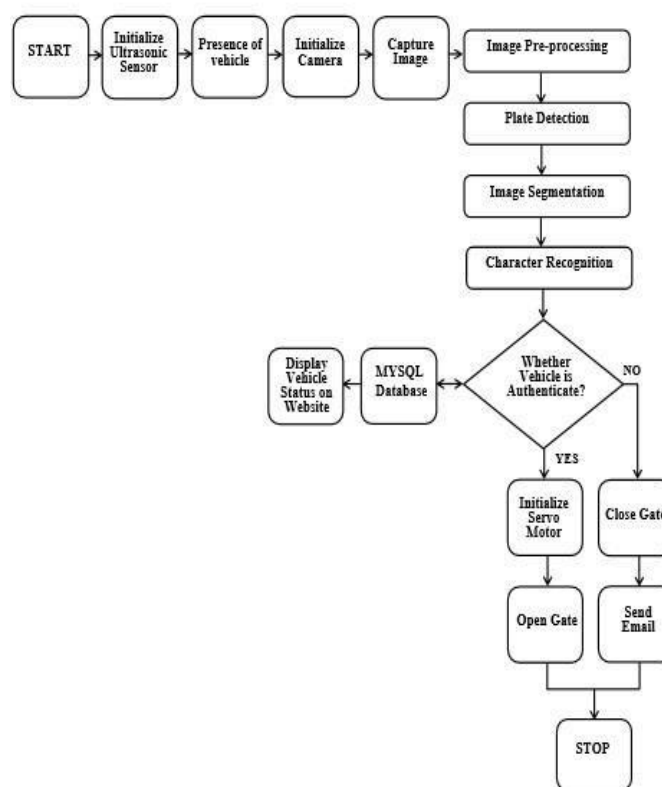 START
Initialize
Ultrasonic
Sensor
Presence of
vehicle
Initialize
Camera
Capture
Image
Image Pre-processing
Plate Detection
Image Segmentation
Character Recognition
Whether
Vehicle is
Authenticate?
MYSQL
Database
Display
Vehicle
Status on
Website
NO
YES
Initialize
Servo
Motor
Close Gate
Open Gate
Send
Email
STOP